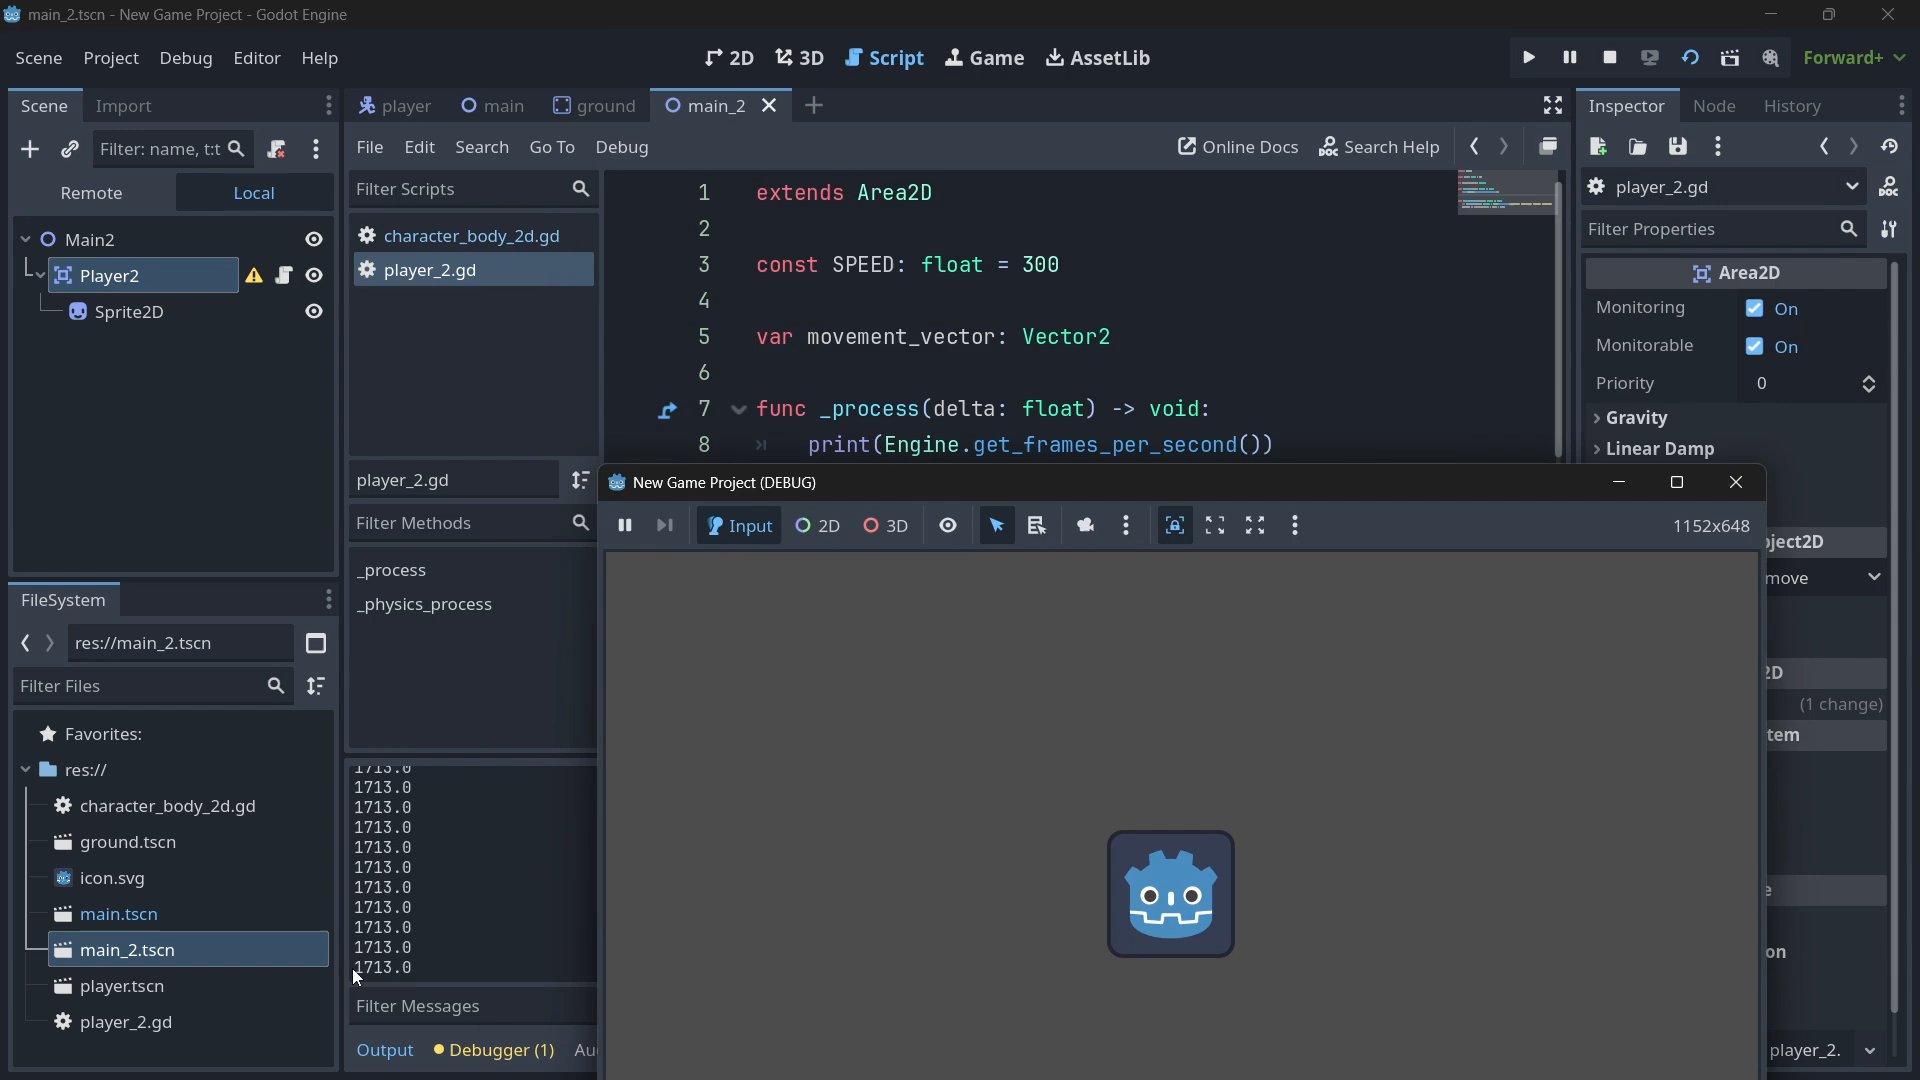 main_2.tscn - New Game Project - Godot Engine
Scene Project Debug Editor Help
2D 3D Script Game AssetLib
Forward+
Scene Import
player main ground main_2
Inspector Node History
Filter: name, t:t
File Edit Search Go To Debug
Online Docs Search Help
Remote Local
Filter Scripts
player_2.gd
Filter Properties
Main2
Player2
Sprite2D
character_body_2d.gd
player_2.gd
1 extends Area2D
2
3 const SPEED: float = 300
4
5 var movement_vector: Vector2
6
7 func _process(delta: float) -> void:
8 print(Engine.get_frames_per_second())
Area2D
Monitoring On
Monitorable On
Priority 0
Gravity
Linear Damp
player_2.gd
Filter Methods
_process
_physics_process
New Game Project (DEBUG)
Input 2D 3D
1152x648
(1 change)
FileSystem
res://main_2.tscn
Filter Files
Favorites:
res://
character_body_2d.gd
ground.tscn
icon.svg
main.tscn
main_2.tscn
player.tscn
player_2.gd
1713.0
1713.0
1713.0
1713.0
1713.0
1713.0
1713.0
1713.0
1713.0
1713.0
1713.0
Filter Messages
Output Debugger (1)
player_2.